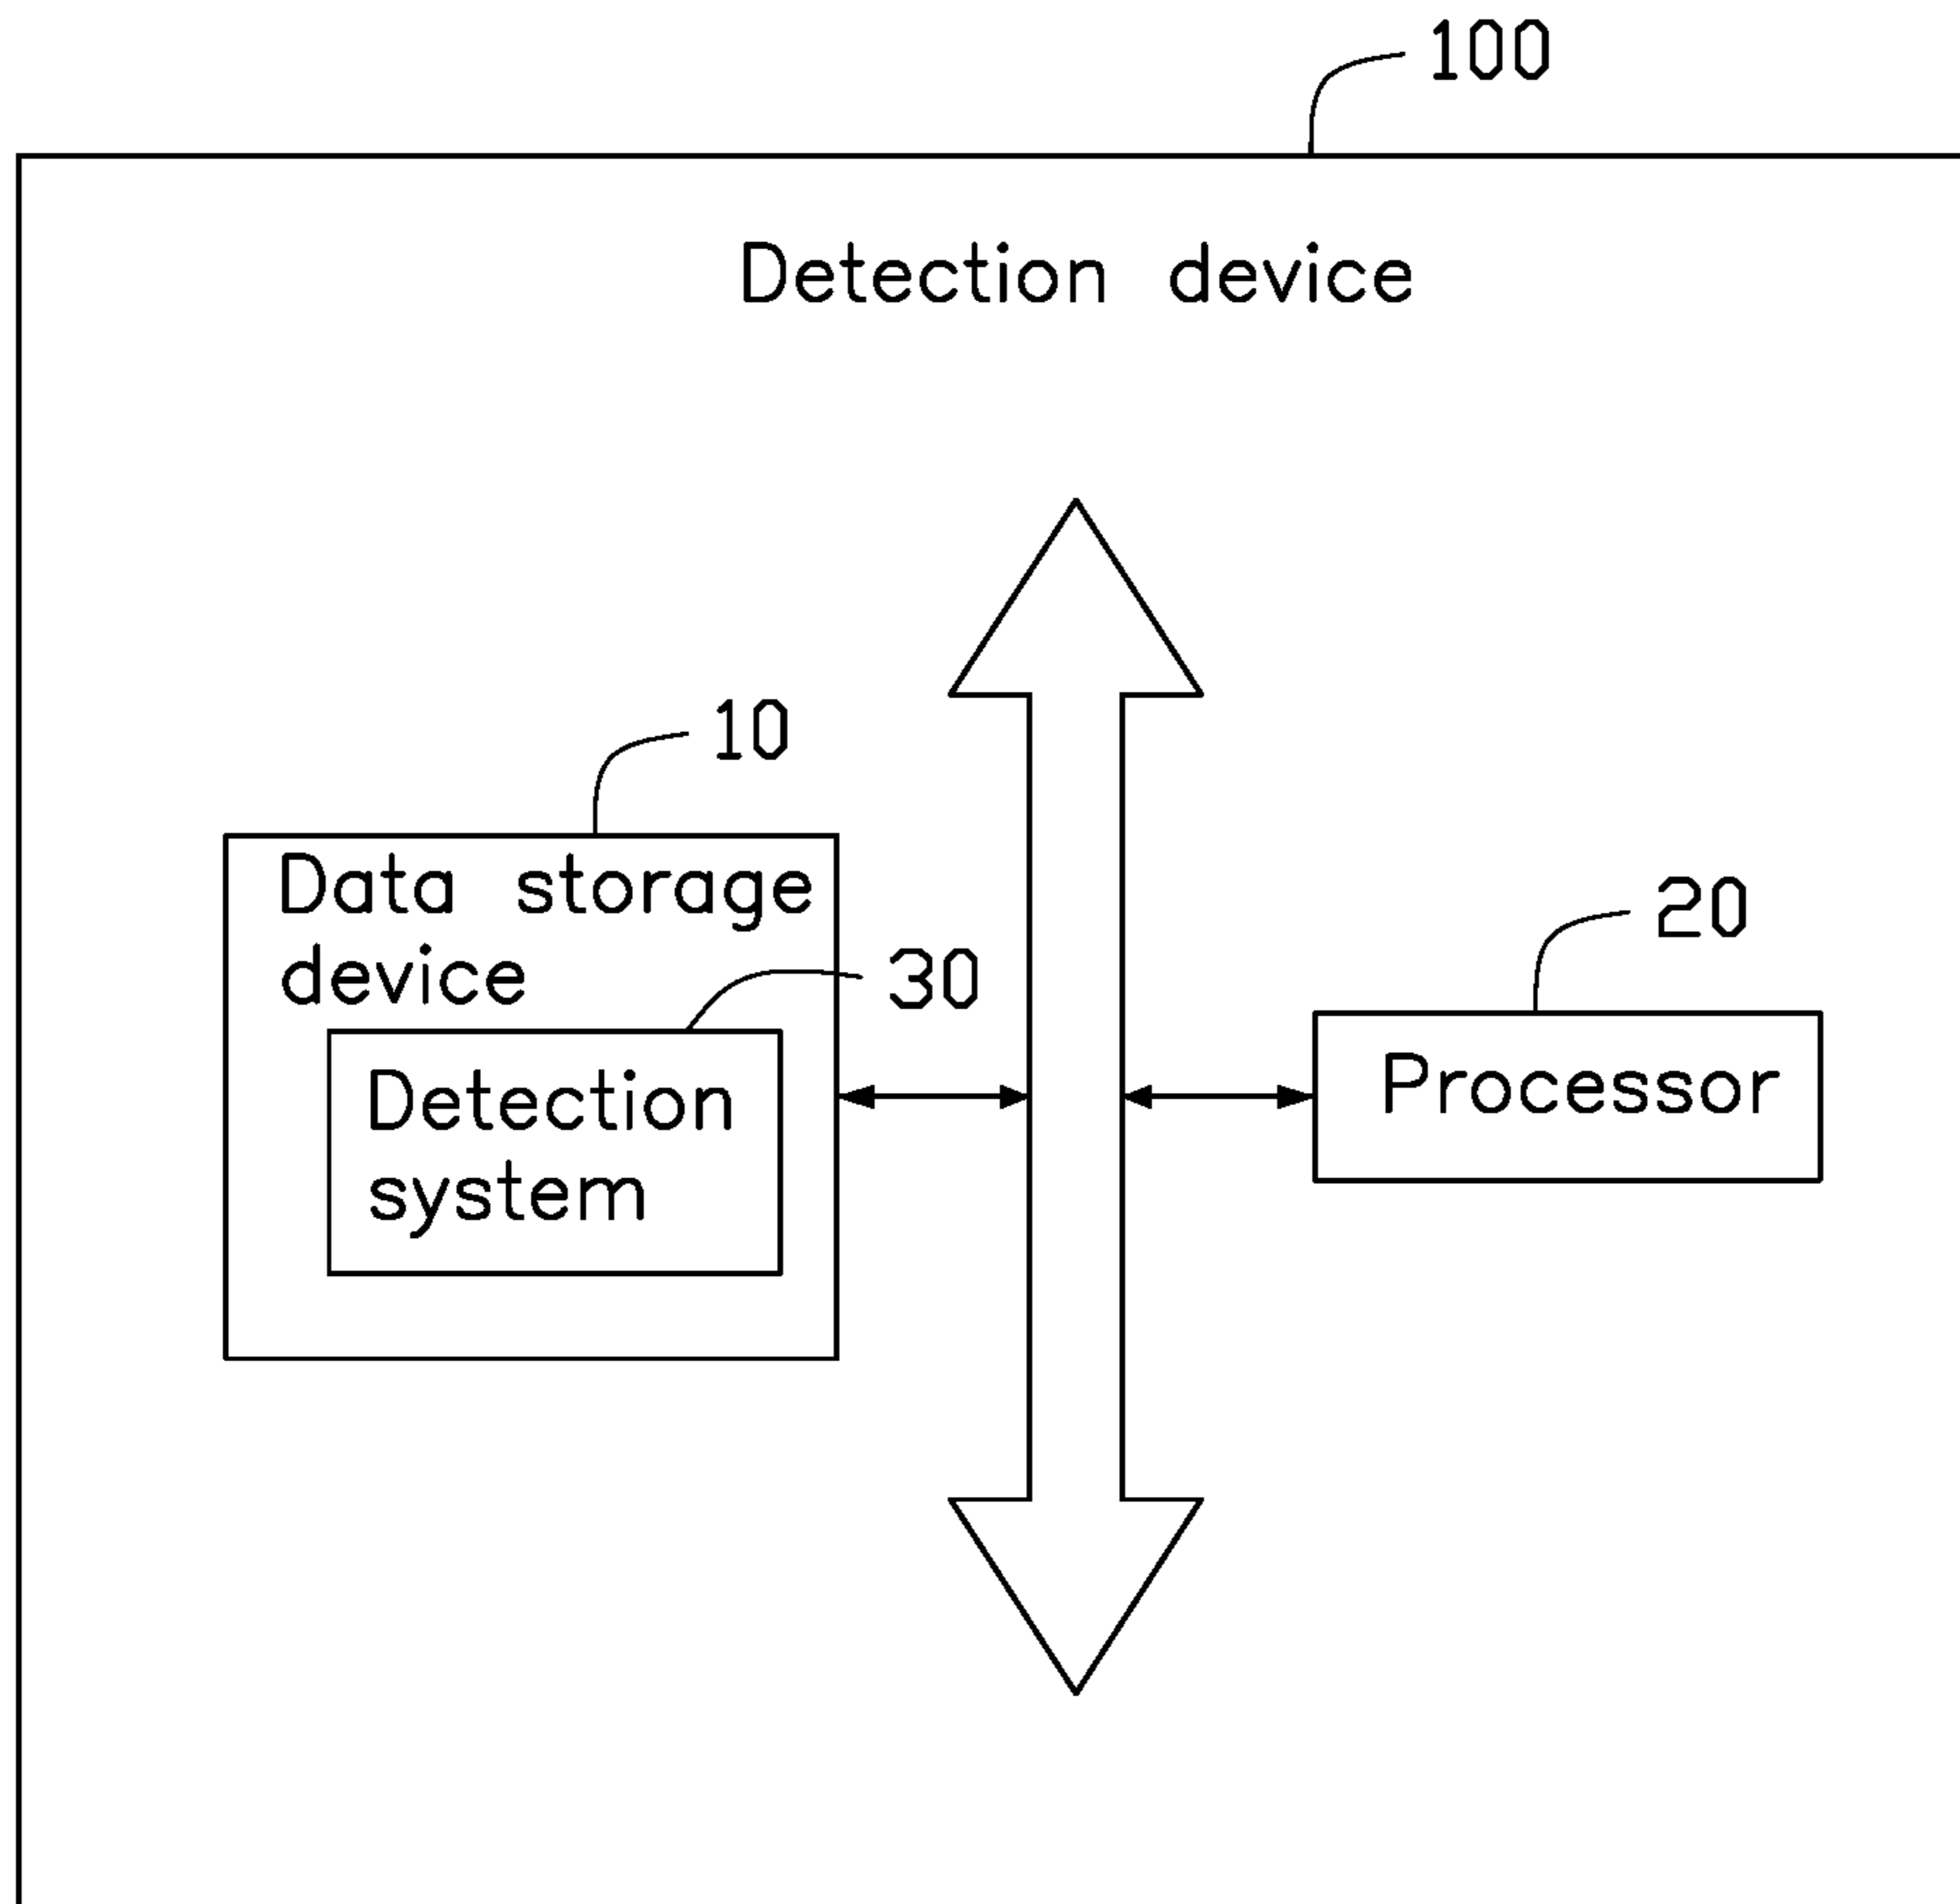 100
Detection device
10
Data storage
device
30
Detection
system
20
Processor